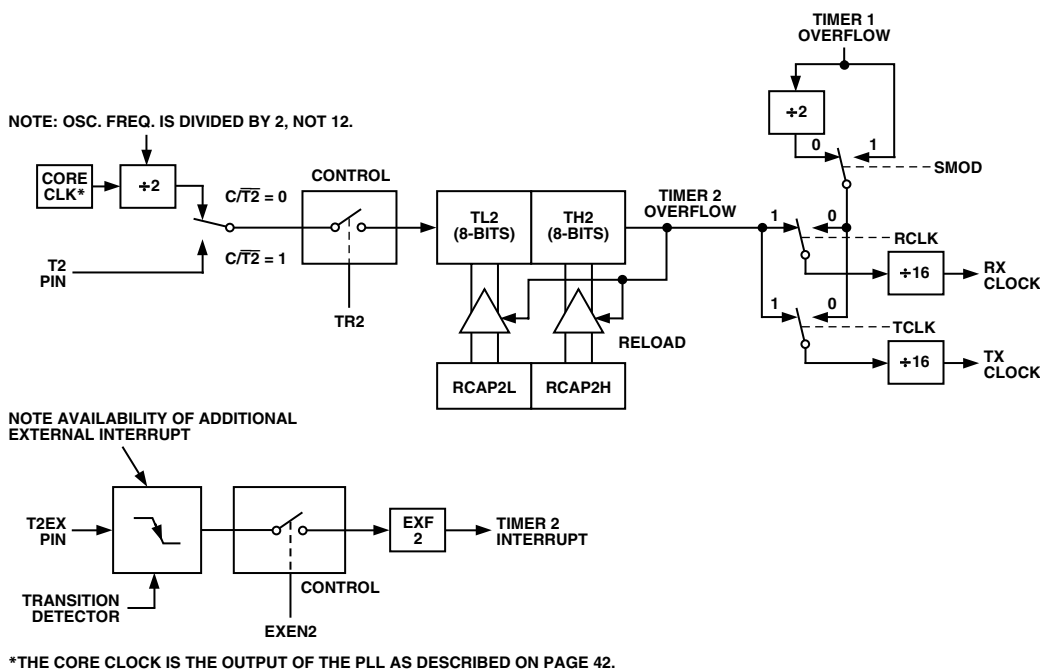 TIMER 1
OVERFLOW
÷2
0
1
SMOD
NOTE: OSC. FREQ. IS DIVIDED BY 2, NOT 12.
CORE
CLK*
÷2
C/T2̅ = 0
C/T2̅ = 1
T2
PIN
CONTROL
TR2
TL2
(8-BITS)
TH2
(8-BITS)
TIMER 2
OVERFLOW
RELOAD
RCAP2L
RCAP2H
1
0
RCLK
÷16
RX
CLOCK
1
0
TCLK
÷16
TX
CLOCK
NOTE AVAILABILITY OF ADDITIONAL
EXTERNAL INTERRUPT
T2EX
PIN
TRANSITION
DETECTOR
CONTROL
EXEN2
EXF
2
TIMER 2
INTERRUPT
*THE CORE CLOCK IS THE OUTPUT OF THE PLL AS DESCRIBED ON PAGE 42.